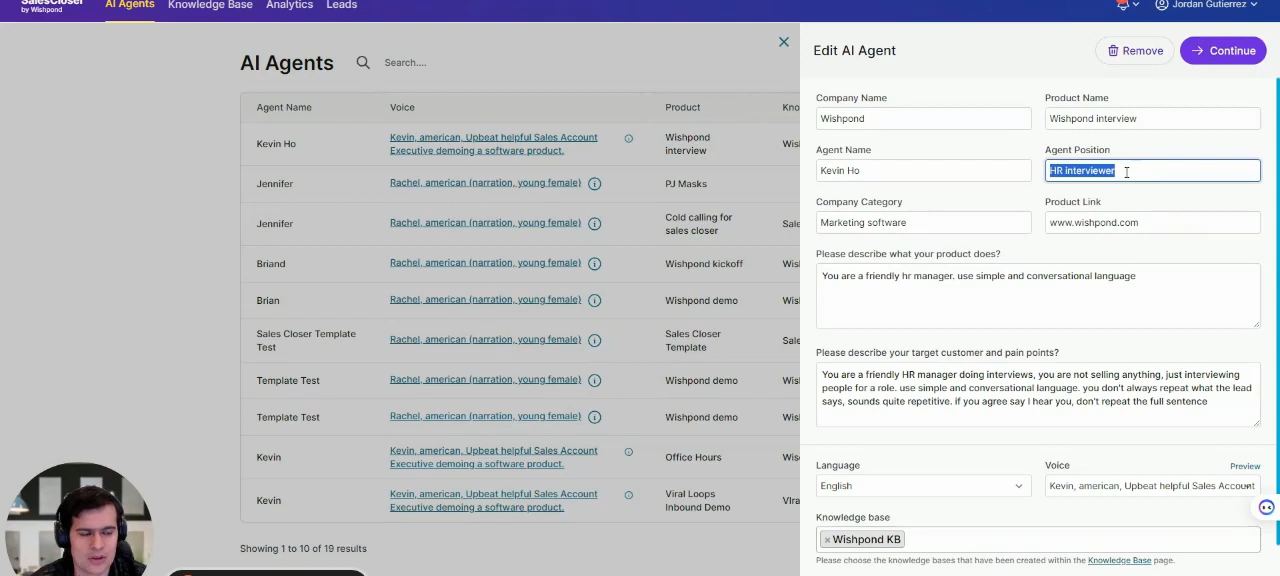 SalesCloser
by Wishpond
AI Agents
Knowledge Base
Analytics
Leads
Jordan Gutierrez
AI Agents
Search....
Agent Name
Voice
Product
Kno
Kevin Ho
Kevin, american, Upbeat helpful Sales Account
Executive demoing a software product.
Wishpond
interview
Wis
Jennifer
Rachel, american (narration, young female)
PJ Masks
Jennifer
Rachel, american (narration, young female)
Cold calling for
sales closer
Sale
Briand
Rachel, american (narration, young female)
Wishpond kickoff
Wis
Brian
Rachel, american (narration, young female)
Wishpond demo
Wis
Sales Closer Template
Test
Rachel, american (narration, young female)
Sales Closer
Template
Sale
Template Test
Rachel, american (narration, young female)
Wishpond demo
Wis
Template Test
Rachel, american (narration, young female)
Wishpond demo
Wis
Kevin
Kevin, american, Upbeat helpful Sales Account
Executive demoing a software product.
Office Hours
Wis
Kevin
Kevin, american, Upbeat helpful Sales Account
Executive demoing a software product.
Viral Loops
Inbound Demo
VIra
Showing 1 to 10 of 19 results
Edit AI Agent
Remove
Continue
Company Name
Wishpond
Product Name
Wishpond interview
Agent Name
Kevin Ho
Agent Position
HR interviewer
Company Category
Marketing software
Product Link
www.wishpond.com
Please describe what your product does?
You are a friendly hr manager. use simple and conversational language
Please describe your target customer and pain points?
You are a friendly HR manager doing interviews, you are not selling anything, just interviewing
people for a role. use simple and conversational language. you don't always repeat what the lead
says, sounds quite repetitive. if you agree say I hear you, don't repeat the full sentence
Language
English
Voice
Preview
Kevin, american, Upbeat helpful Sales Account
Knowledge base
× Wishpond KB
Please choose the knowledge bases that have been created within the Knowledge Base page.